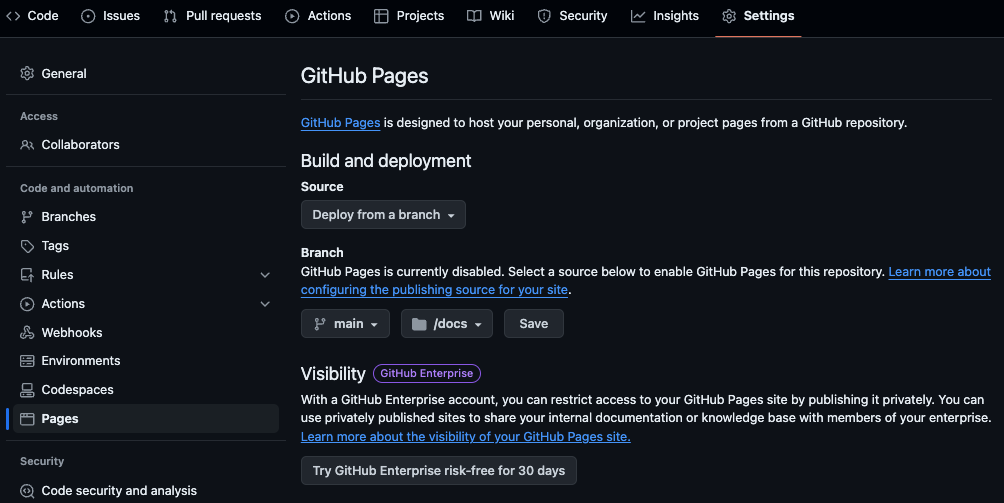 Code Issues Pull requests Actions Projects Wiki Security Insights Settings
General
Access
Collaborators
Code and automation
Branches
Tags
Rules
Actions
Webhooks
Environments
Codespaces
Pages
Security
Code security and analysis
GitHub Pages
GitHub Pages is designed to host your personal, organization, or project pages from a GitHub repository.
Build and deployment
Source
Deploy from a branch
Branch
GitHub Pages is currently disabled. Select a source below to enable GitHub Pages for this repository. Learn more about
configuring the publishing source for your site.
main /docs Save
Visibility GitHub Enterprise
With a GitHub Enterprise account, you can restrict access to your GitHub Pages site by publishing it privately. You can
use privately published sites to share your internal documentation or knowledge base with members of your enterprise.
Learn more about the visibility of your GitHub Pages site.
Try GitHub Enterprise risk-free for 30 days